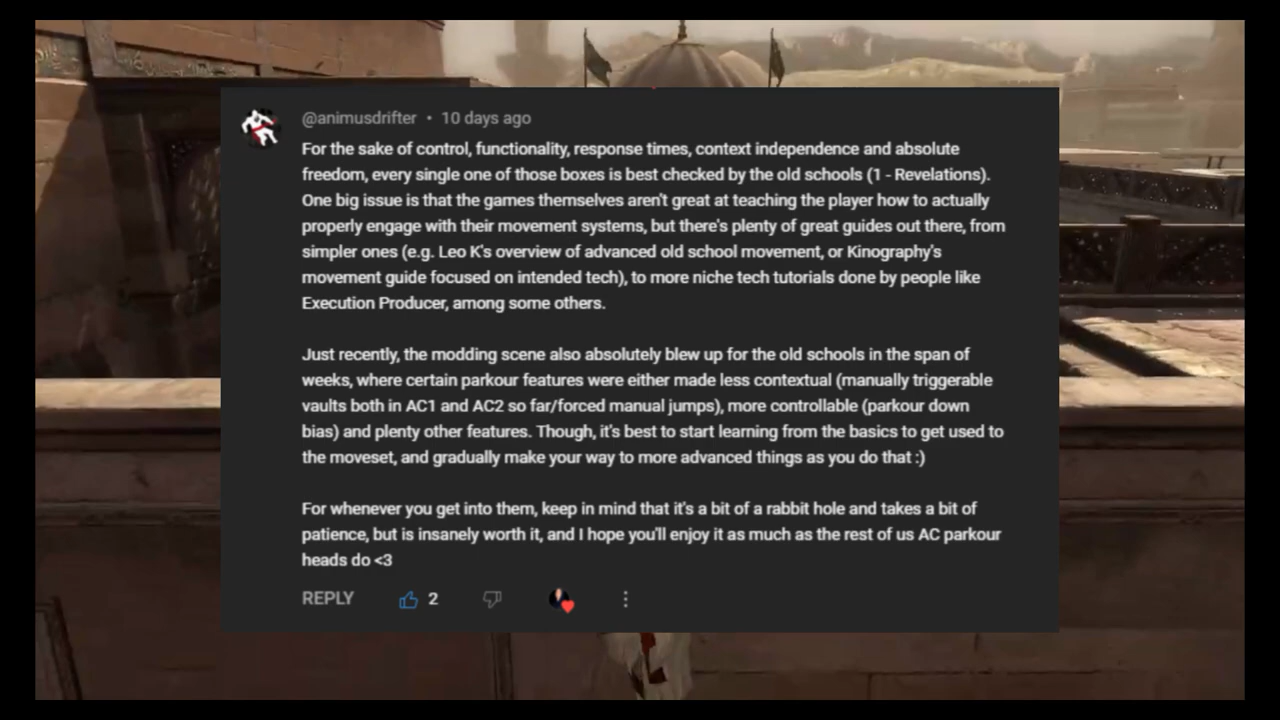 @animusdrifter • 10 days ago
For the sake of control, functionality, response times, context independence and absolute
freedom, every single one of those boxes is best checked by the old schools (1 - Revelations).
One big issue is that the games themselves aren't great at teaching the player how to actually
properly engage with their movement systems, but there's plenty of great guides out there, from
simpler ones (e.g. Leo K's overview of advanced old school movement, or Kinography's
movement guide focused on intended tech), to more niche tech tutorials done by people like
Execution Producer, among some others.
Just recently, the modding scene also absolutely blew up for the old schools in the span of
weeks, where certain parkour features were either made less contextual (manually triggerable
vaults both in AC1 and AC2 so far/forced manual jumps), more controllable (parkour down
bias) and plenty other features. Though, it's best to start learning from the basics to get used to
the moveset, and gradually make your way to more advanced things as you do that :)
For whenever you get into them, keep in mind that it's a bit of a rabbit hole and takes a bit of
patience, but is insanely worth it, and I hope you'll enjoy it as much as the rest of us AC parkour
heads do <3
REPLY 2